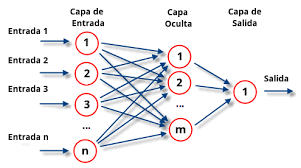 Capa de
Entrada
Capa
Oculta
Capa de
Salida
Entrada 1
1
Entrada 2
2
Entrada 3
3
...
Entrada n
n
1
2
...
m
1
Salida